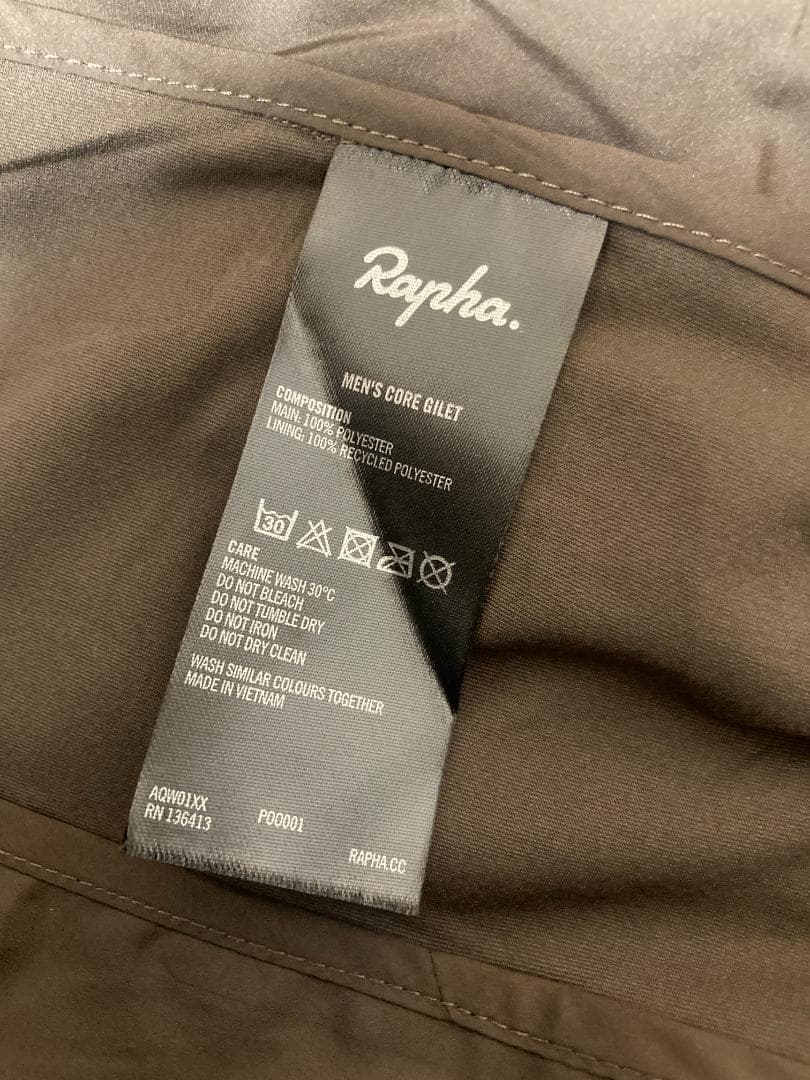 Rapha.
MEN'S CORE GILET
COMPOSITION
MAIN: 100% POLYESTER
LINING: 100% RECYCLED POLYESTER
30
CARE
MACHINE WASH 30°C
DO NOT BLEACH
DO NOT TUMBLE DRY
DO NOT IRON
DO NOT DRY CLEAN
WASH SIMILAR COLOURS TOGETHER
MADE IN VIETNAM
AQW01XX
RN 136413 P00001
RAPHA.CC